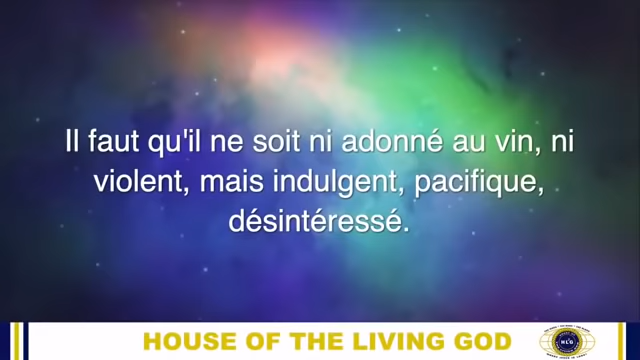 Il faut qu'il ne soit ni adonné au vin, ni
violent, mais indulgent, pacifique,
désintéressé.
HOUSE OF THE LIVING GOD
HLG